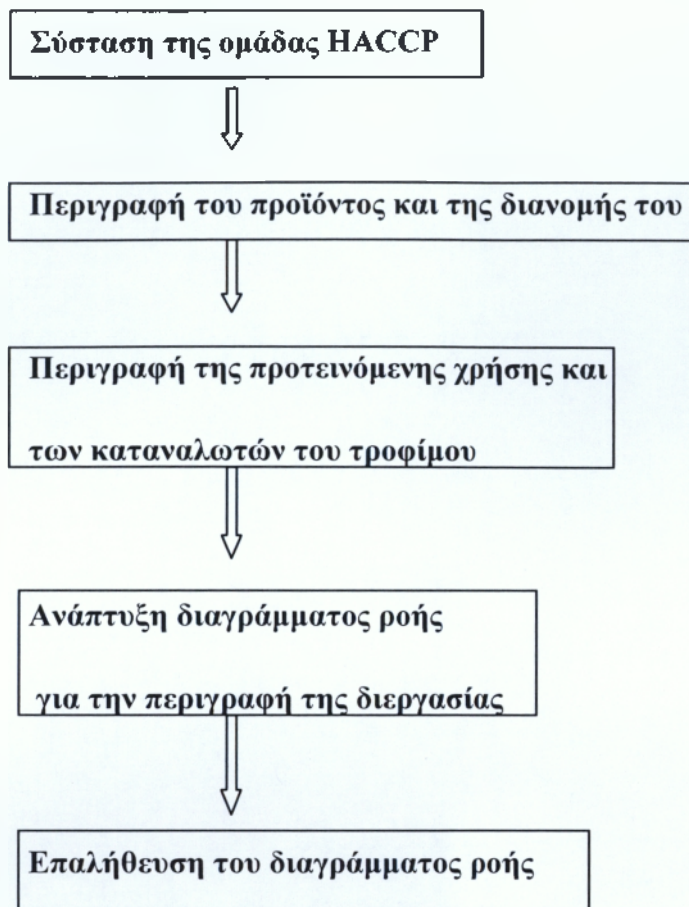 Σύσταση της ομάδας HACCP
Περιγραφή του προϊόντος και της διανομής του
Περιγραφή της προτεινόμενης χρήσης και
των καταναλωτών του τροφίμου
Ανάπτυξη διαγράμματος ροής
για την περιγραφή της διεργασίας
Επαλήθευση του διαγράμματος ροής